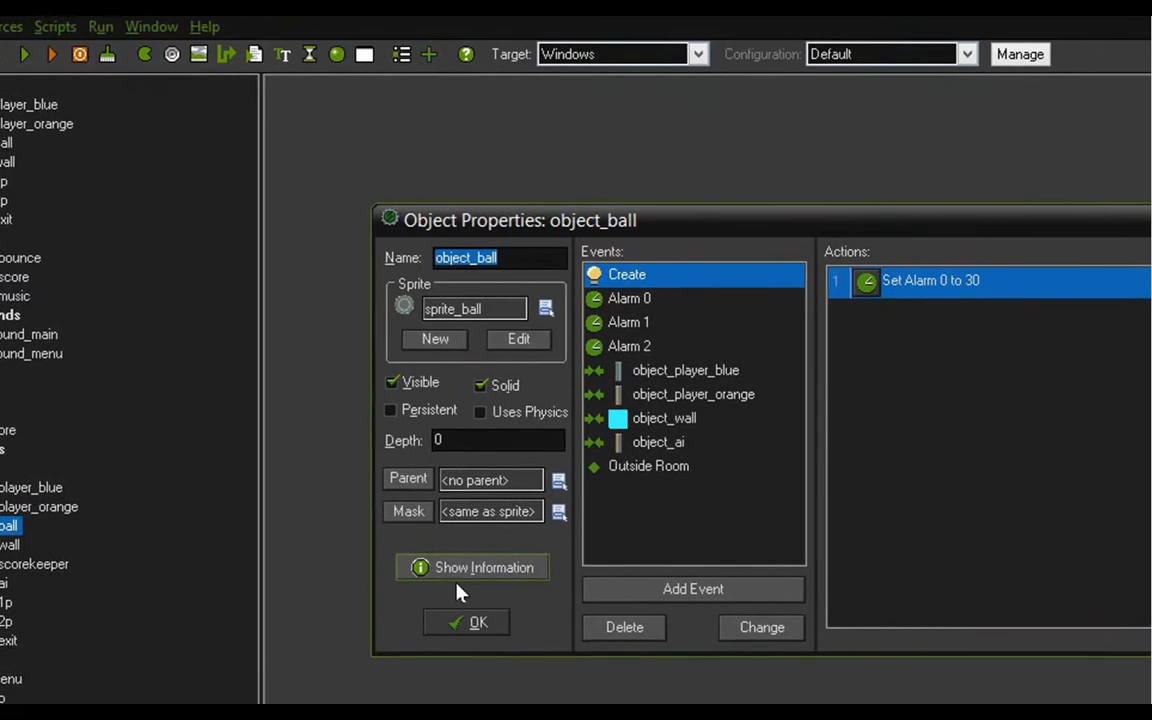 rces Scripts Run Window Help
Target: Windows Configuration: Default Manage
layer_blue
layer_orange
all
wall
p
p
xit
ounce
score
music
nds
ound_main
ound_menu
ore
s
player_blue
player_orange
ball
wall
scorekeeper
ai
1p
2p
exit
enu
o
Object Properties: object_ball
Name: object_ball
Sprite
sprite_ball
New Edit
Visible Solid
Persistent Uses Physics
Depth: 0
Parent <no parent>
Mask <same as sprite>
Show Information
OK
Events:
Create
Alarm 0
Alarm 1
Alarm 2
object_player_blue
object_player_orange
object_wall
object_ai
Outside Room
Add Event
Delete Change
Actions:
1 Set Alarm 0 to 30